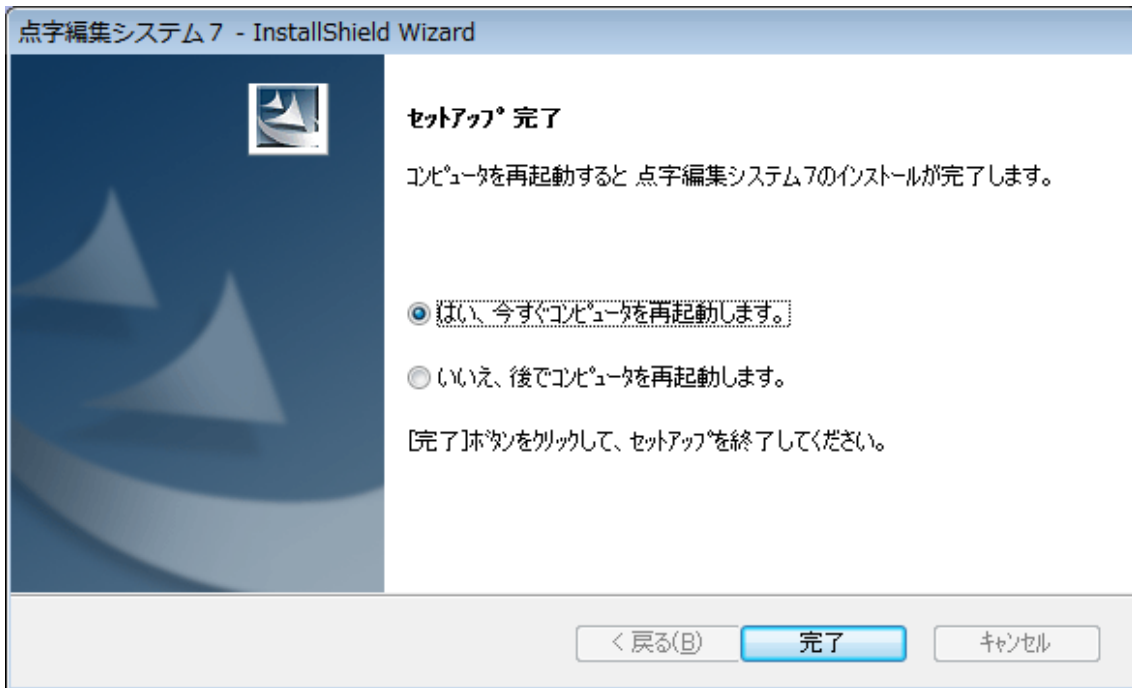 点字編集システム７ - InstallShield Wizard
ｾｯﾄｱｯﾌﾟ 完了
ｺﾝﾋﾟｭｰﾀを再起動すると 点字編集システム7のｲﾝｽﾄｰﾙが完了します。
はい、今すぐｺﾝﾋﾟｭｰﾀを再起動します。
いいえ、後でｺﾝﾋﾟｭｰﾀを再起動します。
[完了]ﾎﾞﾀﾝをｸﾘｯｸして、ｾｯﾄｱｯﾌﾟを終了してください。
< 戻る(B)
完了
ｷｬﾝｾﾙ